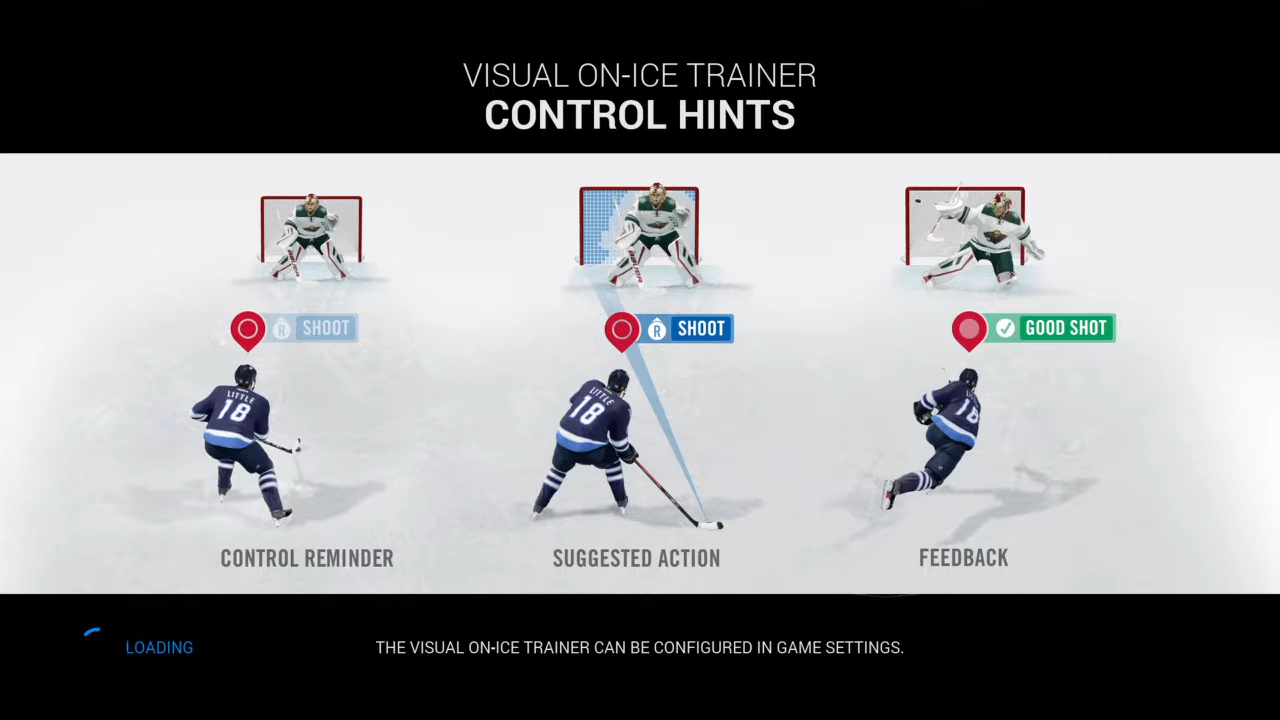 VISUAL ON-ICE TRAINER
CONTROL HINTS
R SHOOT
R SHOOT
GOOD SHOT
LITTLE
18
LITTLE
18
18
CONTROL REMINDER
SUGGESTED ACTION
FEEDBACK
LOADING
THE VISUAL ON-ICE TRAINER CAN BE CONFIGURED IN GAME SETTINGS.